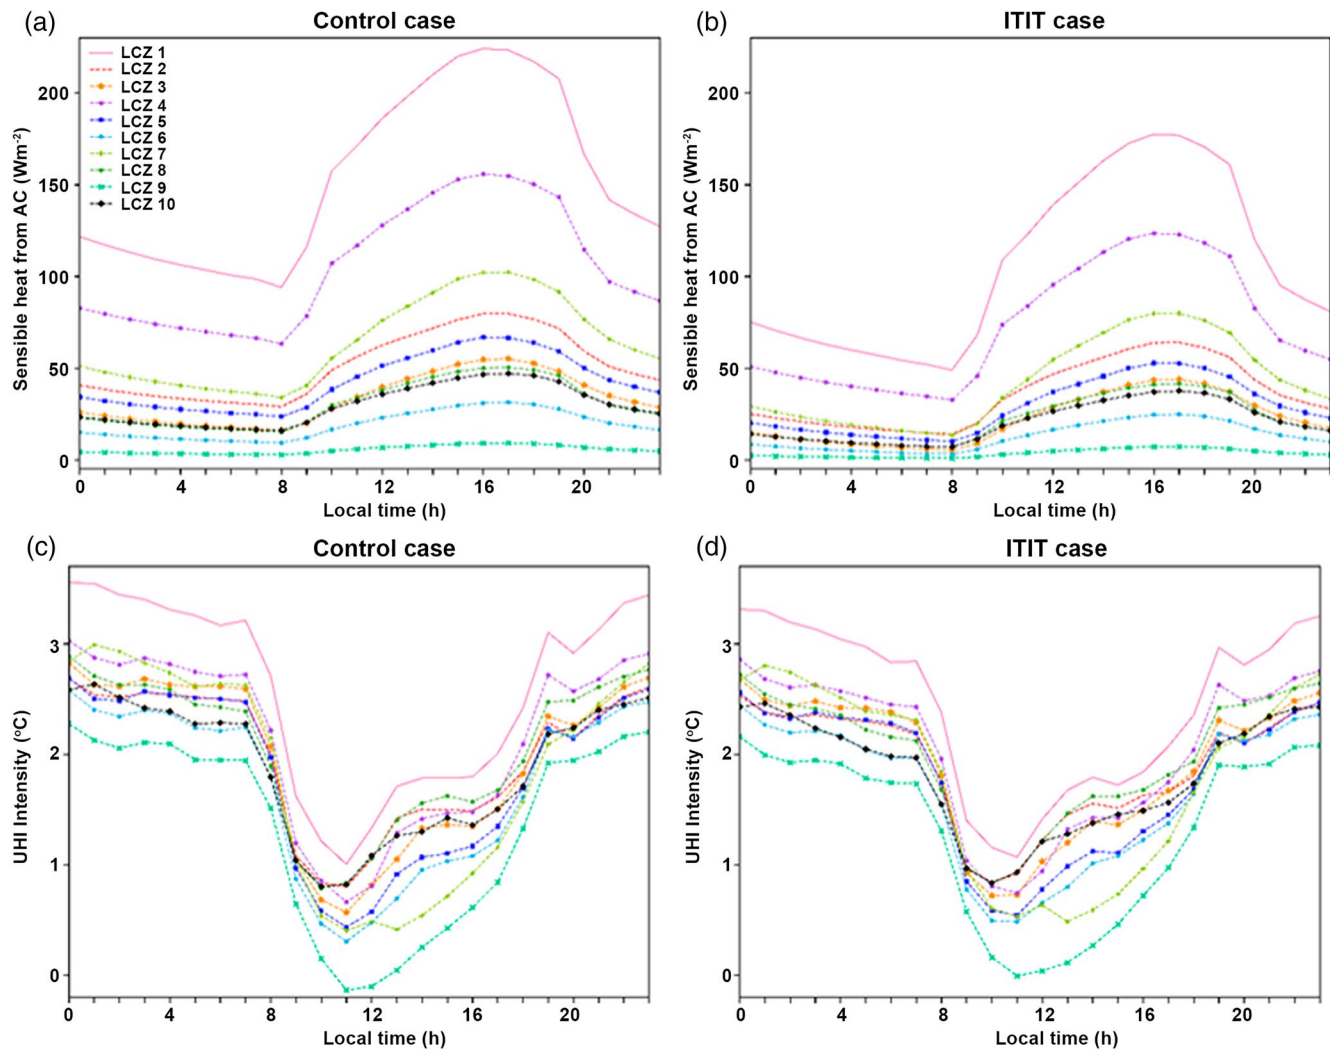 (a) Control case
LCZ 1
LCZ 2
LCZ 3
LCZ 4
LCZ 5
LCZ 6
LCZ 7
LCZ 8
LCZ 9
LCZ 10
Sensible heat from AC (Wm⁻²)
200
150
100
50
0
0 4 8 12 16 20
Local time (h)
(b) ITIT case
Sensible heat from AC (Wm⁻²)
200
150
100
50
0
0 4 8 12 16 20
Local time (h)
(c) Control case
UHI Intensity (°C)
3
2
1
0
0 4 8 12 16 20
Local time (h)
(d) ITIT case
UHI Intensity (°C)
3
2
1
0
0 4 8 12 16 20
Local time (h)